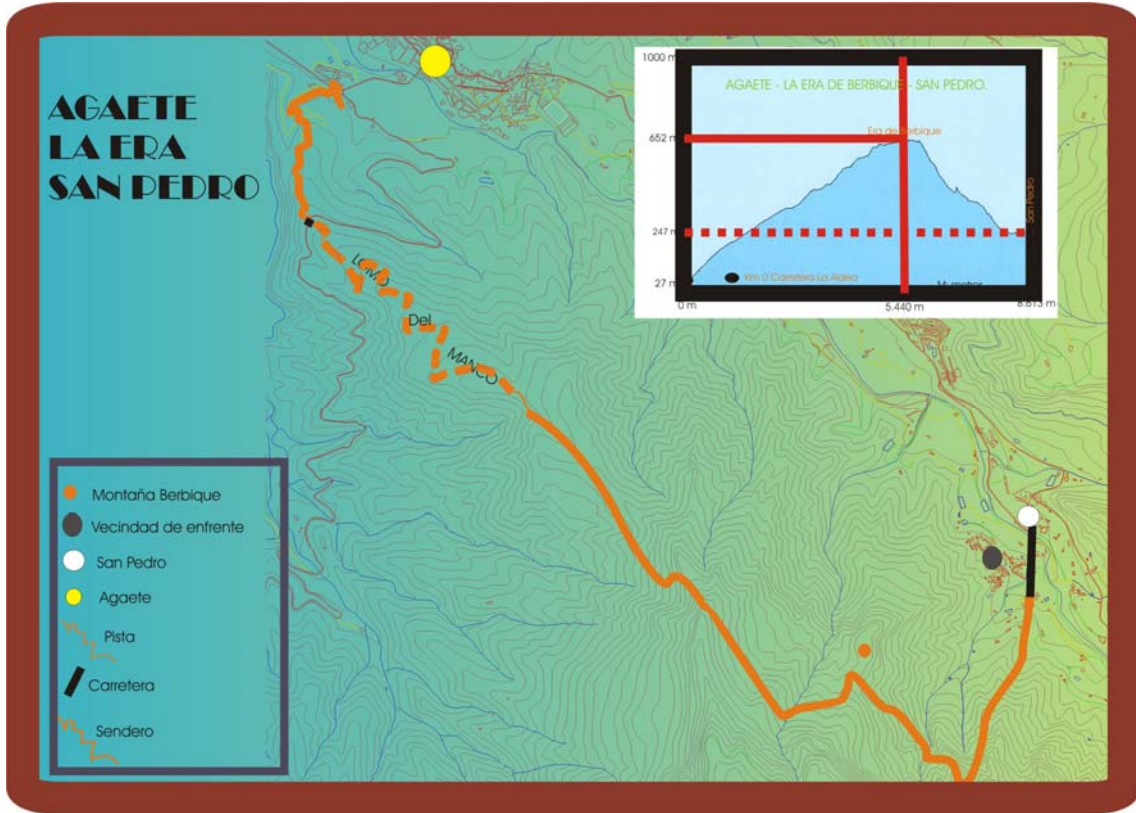 AGAETE
LA ERA
SAN PEDRO
1000 m
AGAETE - LA ERA DE BERBIQUE - SAN PEDRO.
652 m
Era de Berbique
San Pedro
247 m
27 m
Km 0 Carretera La Aldea
0 m
5.440 m
8.813 m
LOMO
Del
MANCO
Montaña Berbique
Vecindad de enfrente
San Pedro
Agaete
Pista
Carretera
Sendero